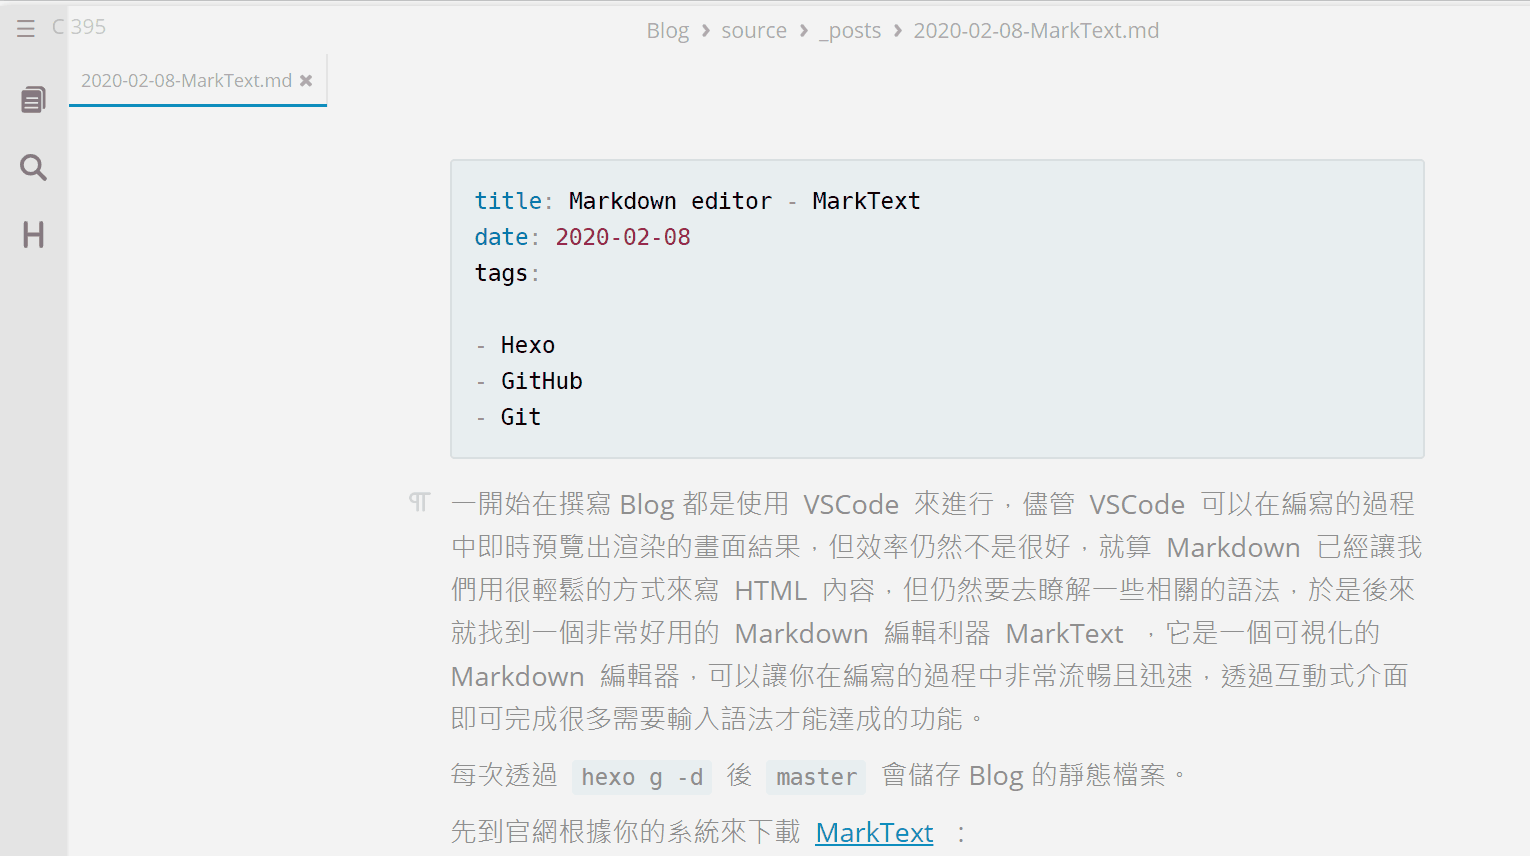 C 395
Blog › source › _posts › 2020-02-08-MarkText.md
2020-02-08-MarkText.md ×
H
title: Markdown editor - MarkText
date: 2020-02-08
tags:
- Hexo
- GitHub
- Git
¶ 一開始在撰寫 Blog 都是使用 VSCode 來進行，儘管 VSCode 可以在編寫的過程
中即時預覽出渲染的畫面結果，但效率仍然不是很好，就算 Markdown 已經讓我
們用很輕鬆的方式來寫 HTML 內容，但仍然要去瞭解一些相關的語法，於是後來
就找到一個非常好用的 Markdown 編輯利器 MarkText ，它是一個可視化的
Markdown 編輯器，可以讓你在編寫的過程中非常流暢且迅速，透過互動式介面
即可完成很多需要輸入語法才能達成的功能。
每次透過 hexo g -d 後 master 會儲存 Blog 的靜態檔案。
先到官網根據你的系統來下載 MarkText ：